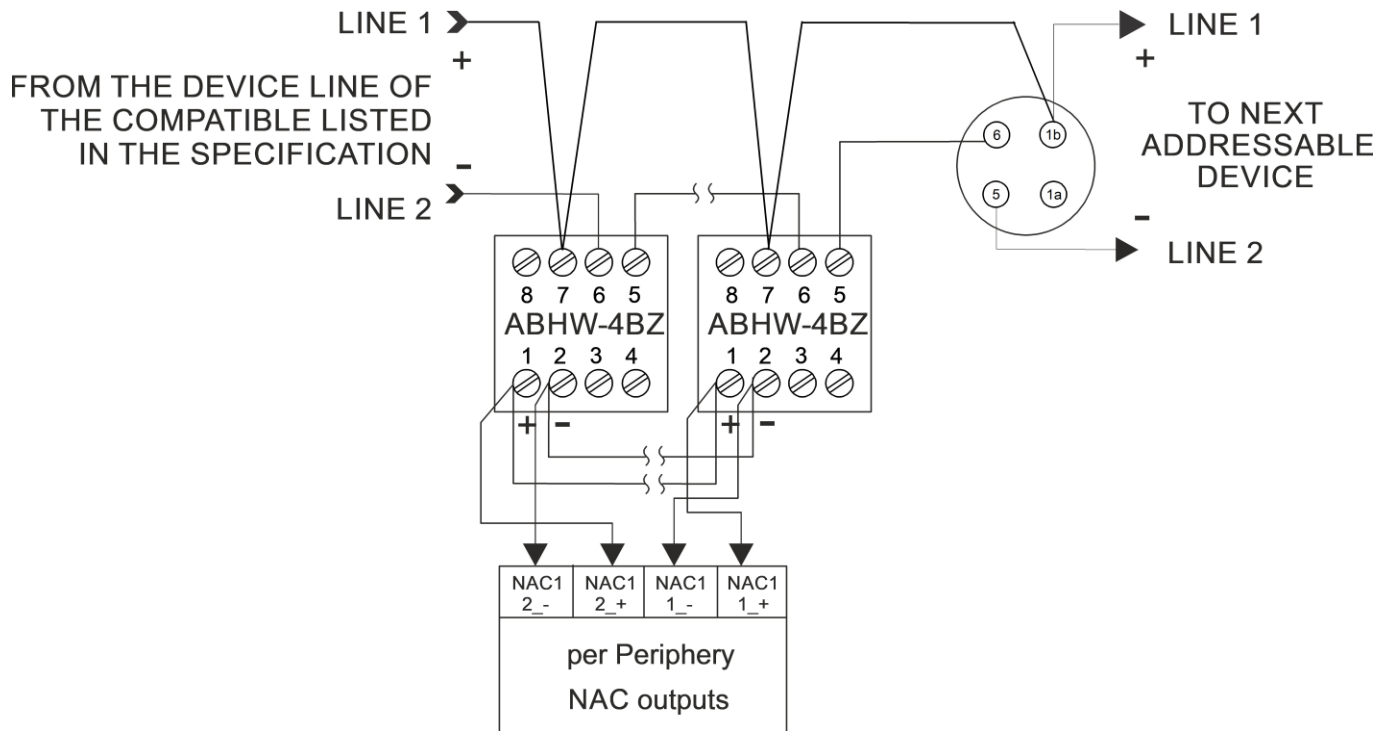 LINE 1
+
FROM THE DEVICE LINE OF
THE COMPATIBLE LISTED
IN THE SPECIFICATION
-
LINE 2
LINE 1
+
TO NEXT
ADDRESSABLE
DEVICE
-
LINE 2
6 1b
5 1a
8 7 6 5
ABHW-4BZ
1 2 3 4
+ -
8 7 6 5
ABHW-4BZ
1 2 3 4
+ -
NAC1
2_-
NAC1
2_+
NAC1
1_-
NAC1
1_+
per Periphery
NAC outputs